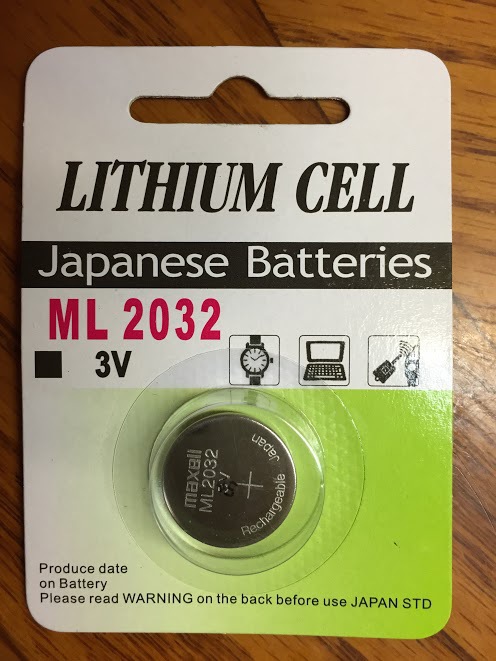 LITHIUM CELL
Japanese Batteries
ML 2032
3V
maxell
ML2032
3V
+
Japan
Rechargeable
Produce date
on Battery
Please read WARNING on the back before use JAPAN STD